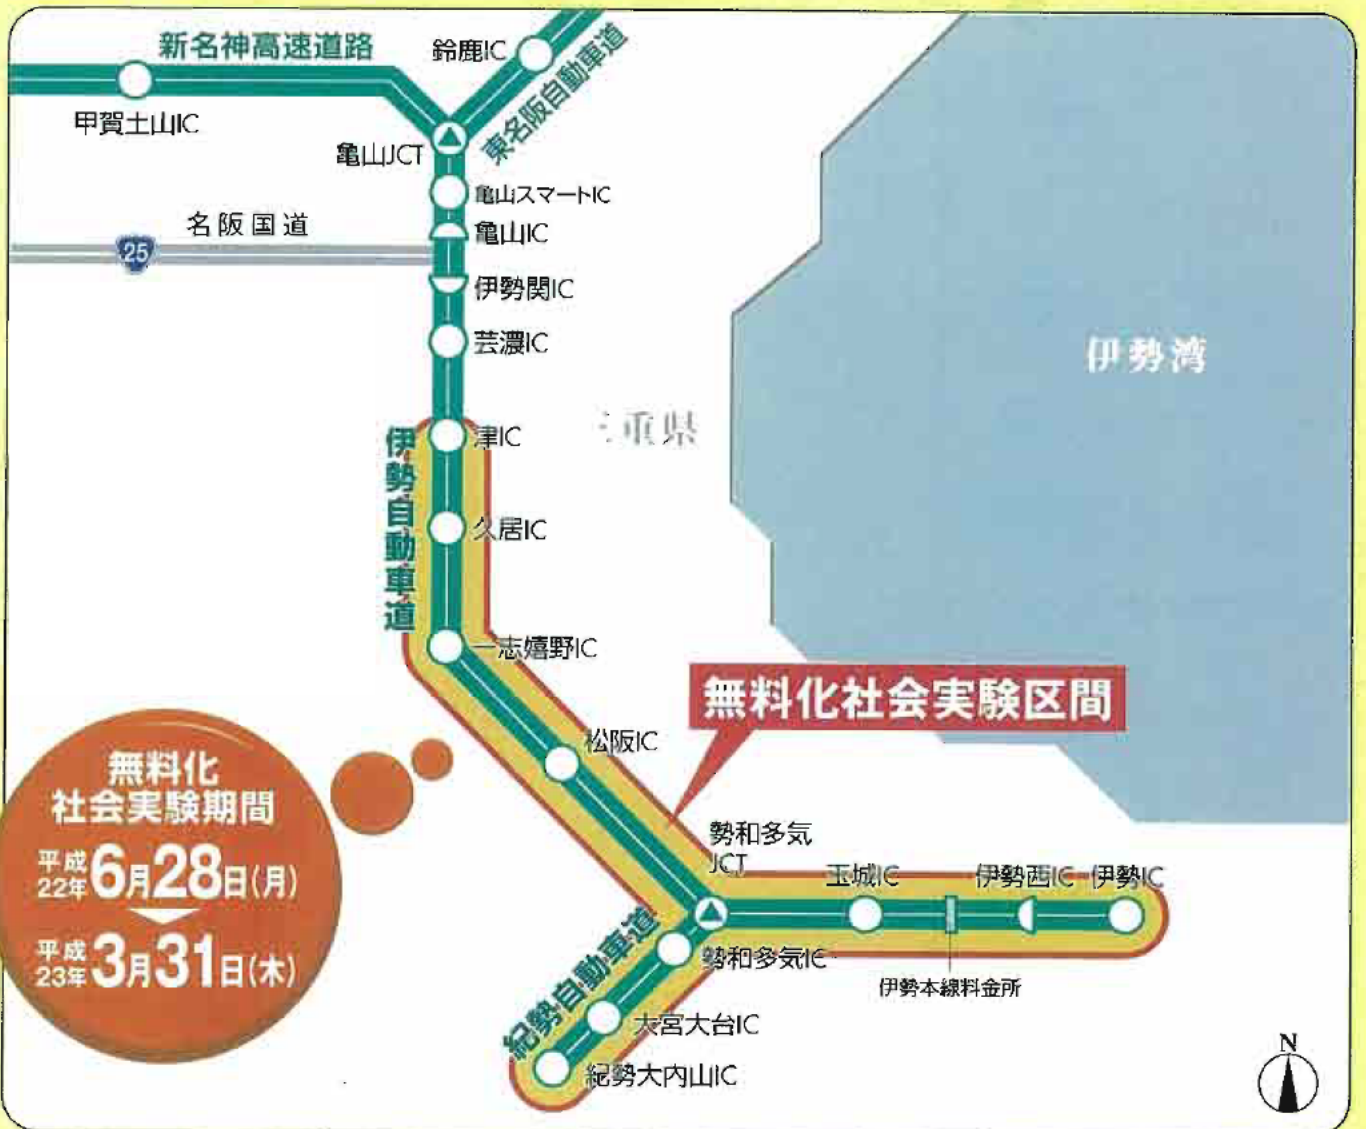 新名神高速道路
鈴鹿IC
東名阪自動車道
甲賀土山IC
亀山JCT
亀山スマートIC
名阪国道
25
亀山IC
伊勢関IC
芸濃IC
伊勢湾
重県
伊勢自動車道
津IC
久居IC
一志嬉野IC
無料化社会実験区間
松阪IC
無料化
社会実験期間
平成
22年6月28日(月)
平成
23年3月31日(木)
勢和多気
JCT
玉城IC
伊勢西IC
伊勢IC
紀勢自動車道
勢和多気IC
伊勢本線料金所
大宮大台IC
紀勢大内山IC
N